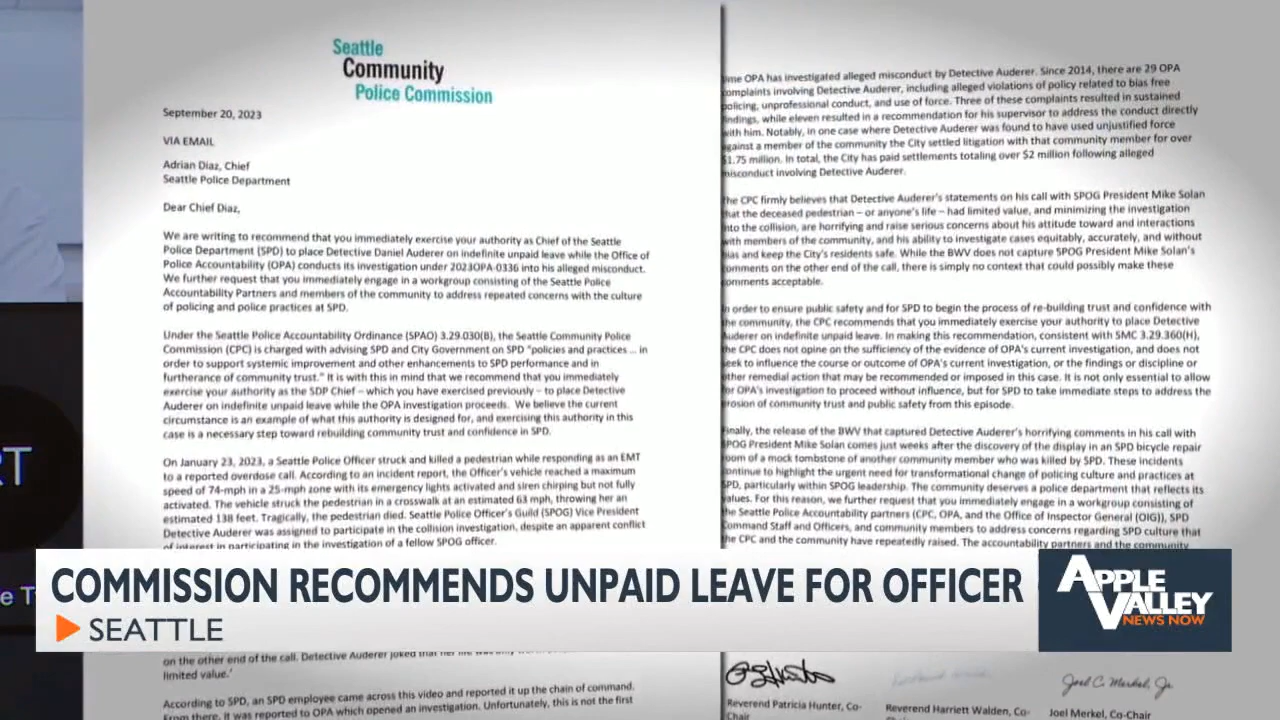 Seattle
Community
Police Commission
September 20, 2023
VIA EMAIL
Adrian Diaz, Chief
Seattle Police Department
Dear Chief Diaz,
We are writing to recommend that you immediately exercise your authority as Chief of the Seattle
Police Department (SPD) to place Detective Daniel Auderer on indefinite unpaid leave while the Office of
Police Accountability (OPA) conducts its investigation under 2023OPA-0336 into his alleged misconduct.
We further request that you immediately engage in a workgroup consisting of the Seattle Police
Accountability Partners and members of the community to address repeated concerns with the culture
of policing and police practices at SPD.
Under the Seattle Police Accountability Ordinance (SPAO) 3.29.030(B), the Seattle Community Police
Commission (CPC) is charged with advising SPD and City Government on SPD "policies and practices ... in
order to support systemic improvement and other enhancements to SPD performance and in
furtherance of community trust." It is with this in mind that we recommend that you immediately
exercise your authority as the SDP Chief – which you have exercised previously – to place Detective
Auderer on indefinite unpaid leave while the OPA investigation proceeds. We believe the current
circumstance is an example of what this authority is designed for, and exercising this authority in this
case is a necessary step toward rebuilding community trust and confidence in SPD.
On January 23, 2023, a Seattle Police Officer struck and killed a pedestrian while responding as an EMT
to a reported overdose call. According to an incident report, the Officer's vehicle reached a maximum
speed of 74-mph in a 25-mph zone with its emergency lights activated and siren chirping but not fully
activated. The vehicle struck the pedestrian in a crosswalk at an estimated 63 mph, throwing her an
estimated 138 feet. Tragically, the pedestrian died. Seattle Police Officer's Guild (SPOG) Vice President
Detective Auderer was assigned to participate in the collision investigation, despite an apparent conflict
of interest in participating in the investigation of a fellow SPOG officer.
on the other end of the call. Detective Auderer joked that her life was
limited value.'
According to SPD, an SPD employee came across this video and reported it up the chain of command.
From there, it was reported to OPA which opened an investigation. Unfortunately, this is not the first
time OPA has investigated alleged misconduct by Detective Auderer. Since 2014, there are 29 OPA
complaints involving Detective Auderer, including alleged violations of policy related to bias free
policing, unprofessional conduct, and use of force. Three of these complaints resulted in sustained
findings, while eleven resulted in a recommendation for his supervisor to address the conduct directly
with him. Notably, in one case where Detective Auderer was found to have used unjustified force
against a member of the community the City settled litigation with that community member for over
$1.75 million. In total, the City has paid settlements totaling over $2 million following alleged
misconduct involving Detective Auderer.
The CPC firmly believes that Detective Auderer's statements on his call with SPOG President Mike Solan
that the deceased pedestrian – or anyone's life – had limited value, and minimizing the investigation
into the collision, are horrifying and raise serious concerns about his attitude toward and interactions
with members of the community, and his ability to investigate cases equitably, accurately, and without
bias and keep the City's residents safe. While the BWV does not capture SPOG President Mike Solan's
comments on the other end of the call, there is simply no context that could possibly make these
comments acceptable.
In order to ensure public safety and for SPD to begin the process of re-building trust and confidence with
the community, the CPC recommends that you immediately exercise your authority to place Detective
Auderer on indefinite unpaid leave. In making this recommendation, consistent with SMC 3.29.360(H),
the CPC does not opine on the sufficiency of the evidence of OPA's current investigation, and does not
seek to influence the course or outcome of OPA's current investigation, or the findings or discipline or
other remedial action that may be recommended or imposed in this case. It is not only essential to allow
for OPA's investigation to proceed without influence, but for SPD to take immediate steps to address the
erosion of community trust and public safety from this episode.
Finally, the release of the BWV that captured Detective Auderer's horrifying comments in his call with
SPOG President Mike Solan comes just weeks after the discovery of the display in an SPD bicycle repair
room of a mock tombstone of another community member who was killed by SPD. These incidents
continue to highlight the urgent need for transformational change of policing culture and practices at
SPD, particularly within SPOG leadership. The community deserves a police department that reflects its
values. For this reason, we further request that you immediately engage in a workgroup consisting of
the Seattle Police Accountability partners (CPC, OPA, and the Office of Inspector General (OIG)), SPD
Command Staff and Officers, and community members to address concerns regarding SPD culture that
the CPC and the community have repeatedly raised. The accountability partners and the community
Joel C. Merkel, Jr.
Reverend Patricia Hunter, Co-
Chair
Reverend Harriett Walden, Co-
Joel Merkel, Co-Chair
RT
e T
COMMISSION RECOMMENDS UNPAID LEAVE FOR OFFICER
SEATTLE
APPLE
VALLEY
NEWS NOW